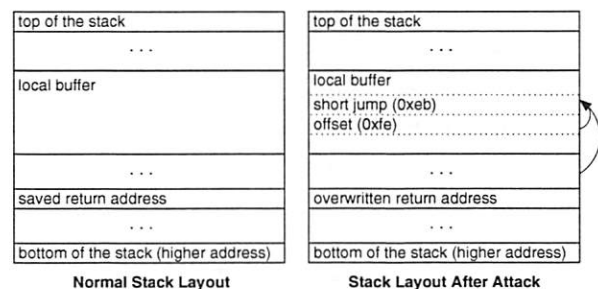 top of the stack
. . .
local buffer
. . .
saved return address
. . .
bottom of the stack (higher address)
Normal Stack Layout
top of the stack
. . .
local buffer
short jump (0xeb)
offset (0xfe)
. . .
overwritten return address
. . .
bottom of the stack (higher address)
Stack Layout After Attack